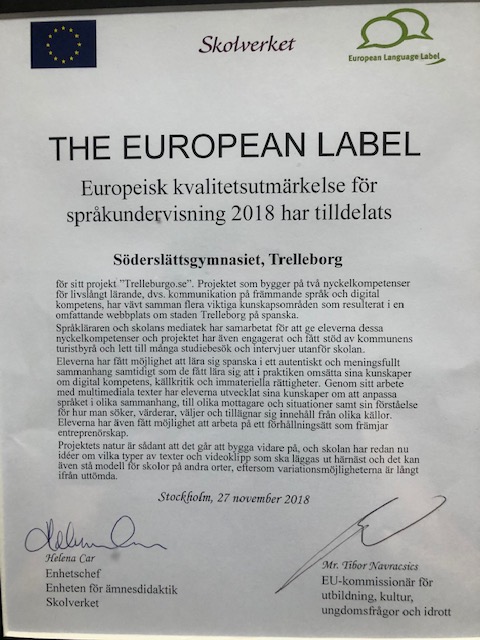 Skolverket
European Language Label
THE EUROPEAN LABEL
Europeisk kvalitetsutmärkelse för
språkundervisning 2018 har tilldelats
Söderslättsgymnasiet, Trelleborg
för sitt projekt "Trelleburgo.se". Projektet som bygger på två nyckelkompetenser
för livslångt lärande, dvs. kommunikation på främmande språk och digital
kompetens, har vävt samman flera viktiga kunskapsområden som resulterat i en
omfattande webbplats om staden Trelleborg på spanska.
Språkläraren och skolans mediatek har samarbetat för att ge eleverna dessa
nyckelkompetenser och projektet har även engagerat och fått stöd av kommunens
turistbyrå och lett till många studiebesök och intervjuer utanför skolan.
Eleverna har fått möjlighet att lära sig spanska i ett autentiskt och meningsfullt
sammanhang samtidigt som de fått lära sig att i praktiken omsätta sina kunskaper
om digital kompetens, källkritik och immateriella rättigheter. Genom sitt arbete
med multimediala texter har eleverna utvecklat sina kunskaper om att anpassa
språket i olika sammanhang, till olika mottagare och situationer samt sin förståelse
för hur man söker, värderar, väljer och tillägnar sig innehåll från olika källor.
Eleverna har även fått möjlighet att arbeta på ett förhållningsätt som främjar
entreprenörskap.
Projektets natur är sådant att det går att bygga vidare på, och skolan har redan nu
idéer om vilka typer av texter och videoklipp som ska läggas ut härnäst och det kan
även stå modell för skolor på andra orter, eftersom variationsmöjligheterna är långt
ifrån uttömda.
Stockholm, 27 november 2018
Helena Car
Enhetschef
Enheten för ämnesdidaktik
Skolverket
Mr. Tibor Navracsics
EU-kommissionär för
utbildning, kultur,
ungdomsfrågor och idrott